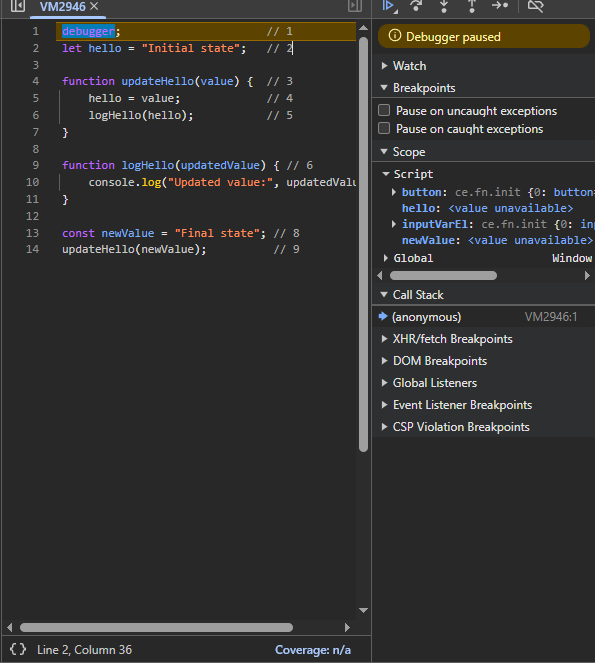 VM2946
1 debugger; // 1
2 let hello = "Initial state"; // 2
3
4 function updateHello(value) { // 3
5 hello = value; // 4
6 logHello(hello); // 5
7 }
8
9 function logHello(updatedValue) { // 6
10 console.log("Updated value:", updatedValu
11 }
12
13 const newValue = "Final state"; // 8
14 updateHello(newValue); // 9
{} Line 2, Column 36 Coverage: n/a
Debugger paused
Watch
Breakpoints
Pause on uncaught exceptions
Pause on caught exceptions
Scope
Script
button: ce.fn.init {0: button
hello: <value unavailable>
inputVarEl: ce.fn.init {0: inp
newValue: <value unavailable>
Global Window
Call Stack
(anonymous) VM2946:1
XHR/fetch Breakpoints
DOM Breakpoints
Global Listeners
Event Listener Breakpoints
CSP Violation Breakpoints